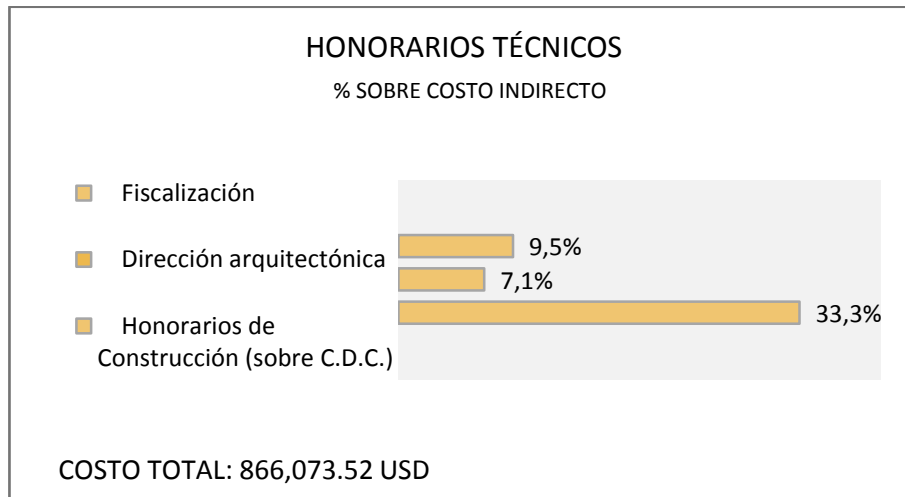 HONORARIOS TÉCNICOS
% SOBRE COSTO INDIRECTO
Fiscalización
9,5%
Dirección arquitectónica
7,1%
Honorarios de
Construcción (sobre C.D.C.)
33,3%
COSTO TOTAL: 866,073.52 USD